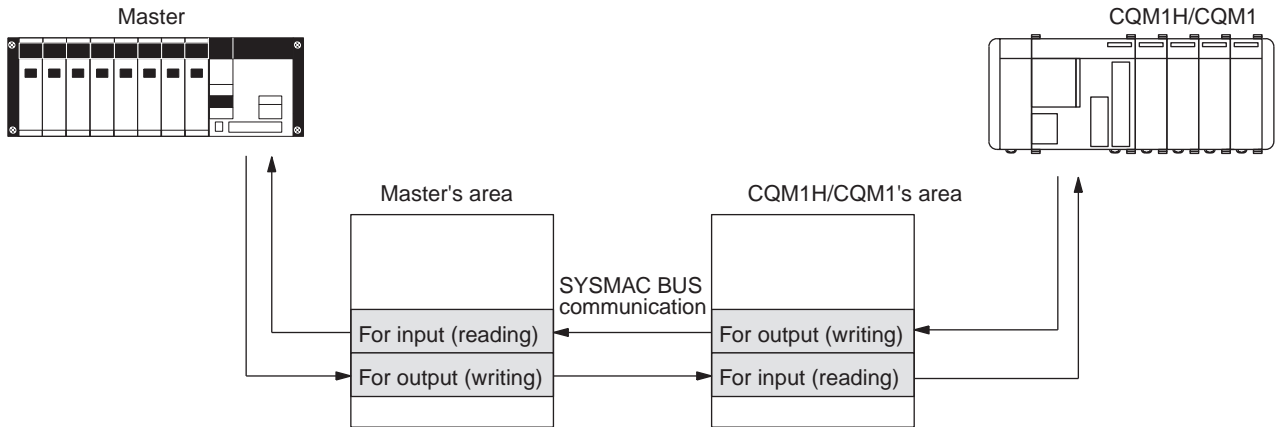 Master
CQM1H/CQM1
Master's area
CQM1H/CQM1's area
SYSMAC BUS
communication
For input (reading)
For output (writing)
For output (writing)
For input (reading)